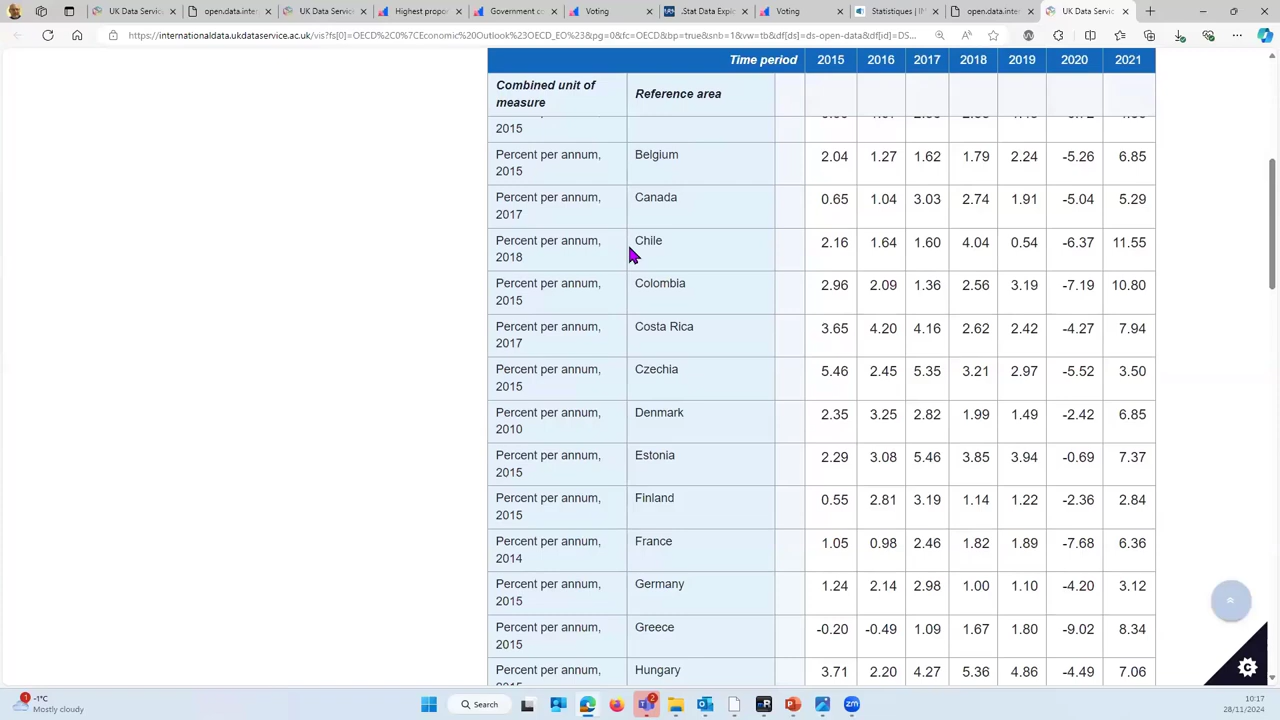 UK Data Servic
open.data.inter
UK Data Servic
Highest propor
Government co
Voting
.Stat Data Explo
Voting
Statistiques | IM
open.data.inter
UK Data Servic
https://internationaldata.ukdataservice.ac.uk/vis?fs[0]=OECD%2C0%7CEconomic%20Outlook%23OECD_EO%23&pg=0&fc=OECD&bp=true&snb=1&vw=tb&df[ds]=ds-open-data&df[id]=DS...
Time period 2015 2016 2017 2018 2019 2020 2021
Combined unit of
measure
Reference area
2015
Percent per annum,
2015
Belgium 2.04 1.27 1.62 1.79 2.24 -5.26 6.85
Percent per annum,
2017
Canada 0.65 1.04 3.03 2.74 1.91 -5.04 5.29
Percent per annum,
2018
Chile 2.16 1.64 1.60 4.04 0.54 -6.37 11.55
Percent per annum,
2015
Colombia 2.96 2.09 1.36 2.56 3.19 -7.19 10.80
Percent per annum,
2017
Costa Rica 3.65 4.20 4.16 2.62 2.42 -4.27 7.94
Percent per annum,
2015
Czechia 5.46 2.45 5.35 3.21 2.97 -5.52 3.50
Percent per annum,
2010
Denmark 2.35 3.25 2.82 1.99 1.49 -2.42 6.85
Percent per annum,
2015
Estonia 2.29 3.08 5.46 3.85 3.94 -0.69 7.37
Percent per annum,
2015
Finland 0.55 2.81 3.19 1.14 1.22 -2.36 2.84
Percent per annum,
2014
France 1.05 0.98 2.46 1.82 1.89 -7.68 6.36
Percent per annum,
2015
Germany 1.24 2.14 2.98 1.00 1.10 -4.20 3.12
Percent per annum,
2015
Greece -0.20 -0.49 1.09 1.67 1.80 -9.02 8.34
Percent per annum,
Hungary 3.71 2.20 4.27 5.36 4.86 -4.49 7.06
1
-1°C
Mostly cloudy
Search
2
zm
10:17
28/11/2024